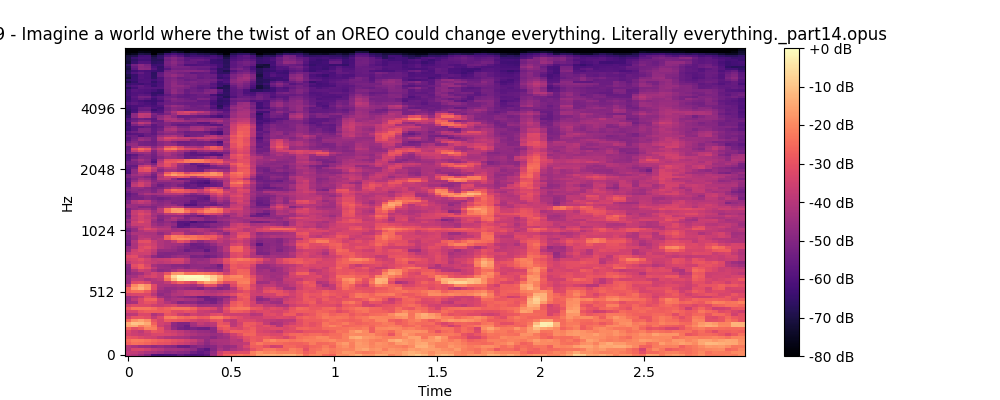 9 - Imagine a world where the twist of an OREO could change everything. Literally everything._part14.opus
+0 dB
4096
-10 dB
-20 dB
2048
-30 dB
Hz
1024
-40 dB
-50 dB
512
-60 dB
-70 dB
0
-80 dB
0 0.5 1 1.5 2 2.5
Time